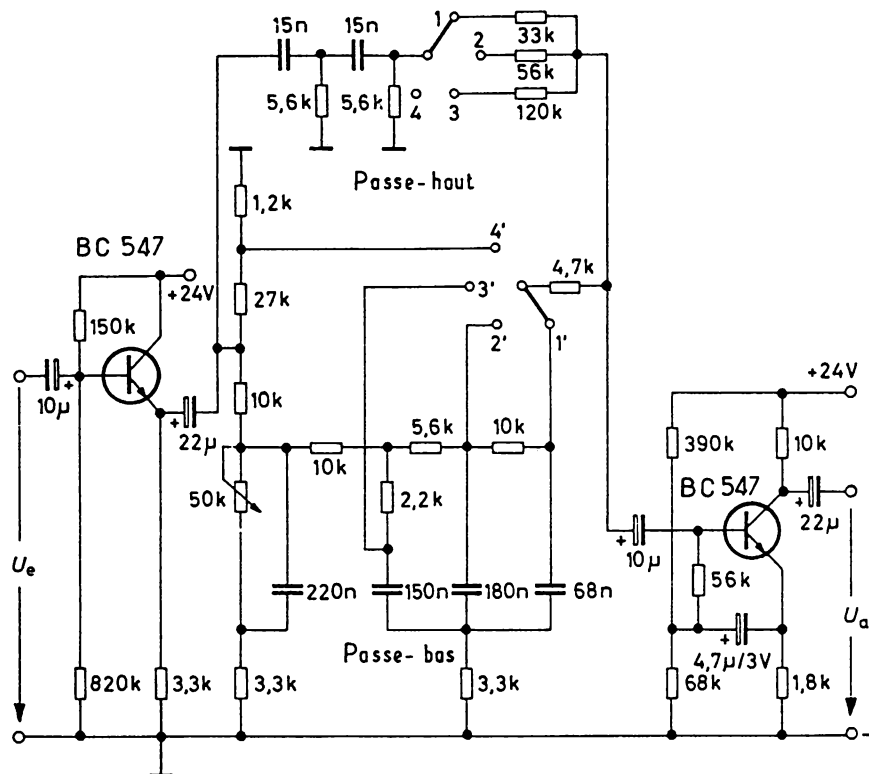 15n 15n 1 33k
2 56k
5,6k 5,6k 4 3 120k
Passe-haut
1,2k
BC 547
4'
+24V
27k
3'
4,7k
150k
2'
1'
10µ +
+ 22µ
10k
+24V
5,6k 10k
10k
390k 10k
50k
2,2k
BC 547
+ 22µ
+ 10µ
Ue
220n 150n 180n 68n
56k
Ua
Passe-bas
+ 4,7µ/3V
820k 3,3k 3,3k 3,3k 68k 1,8k